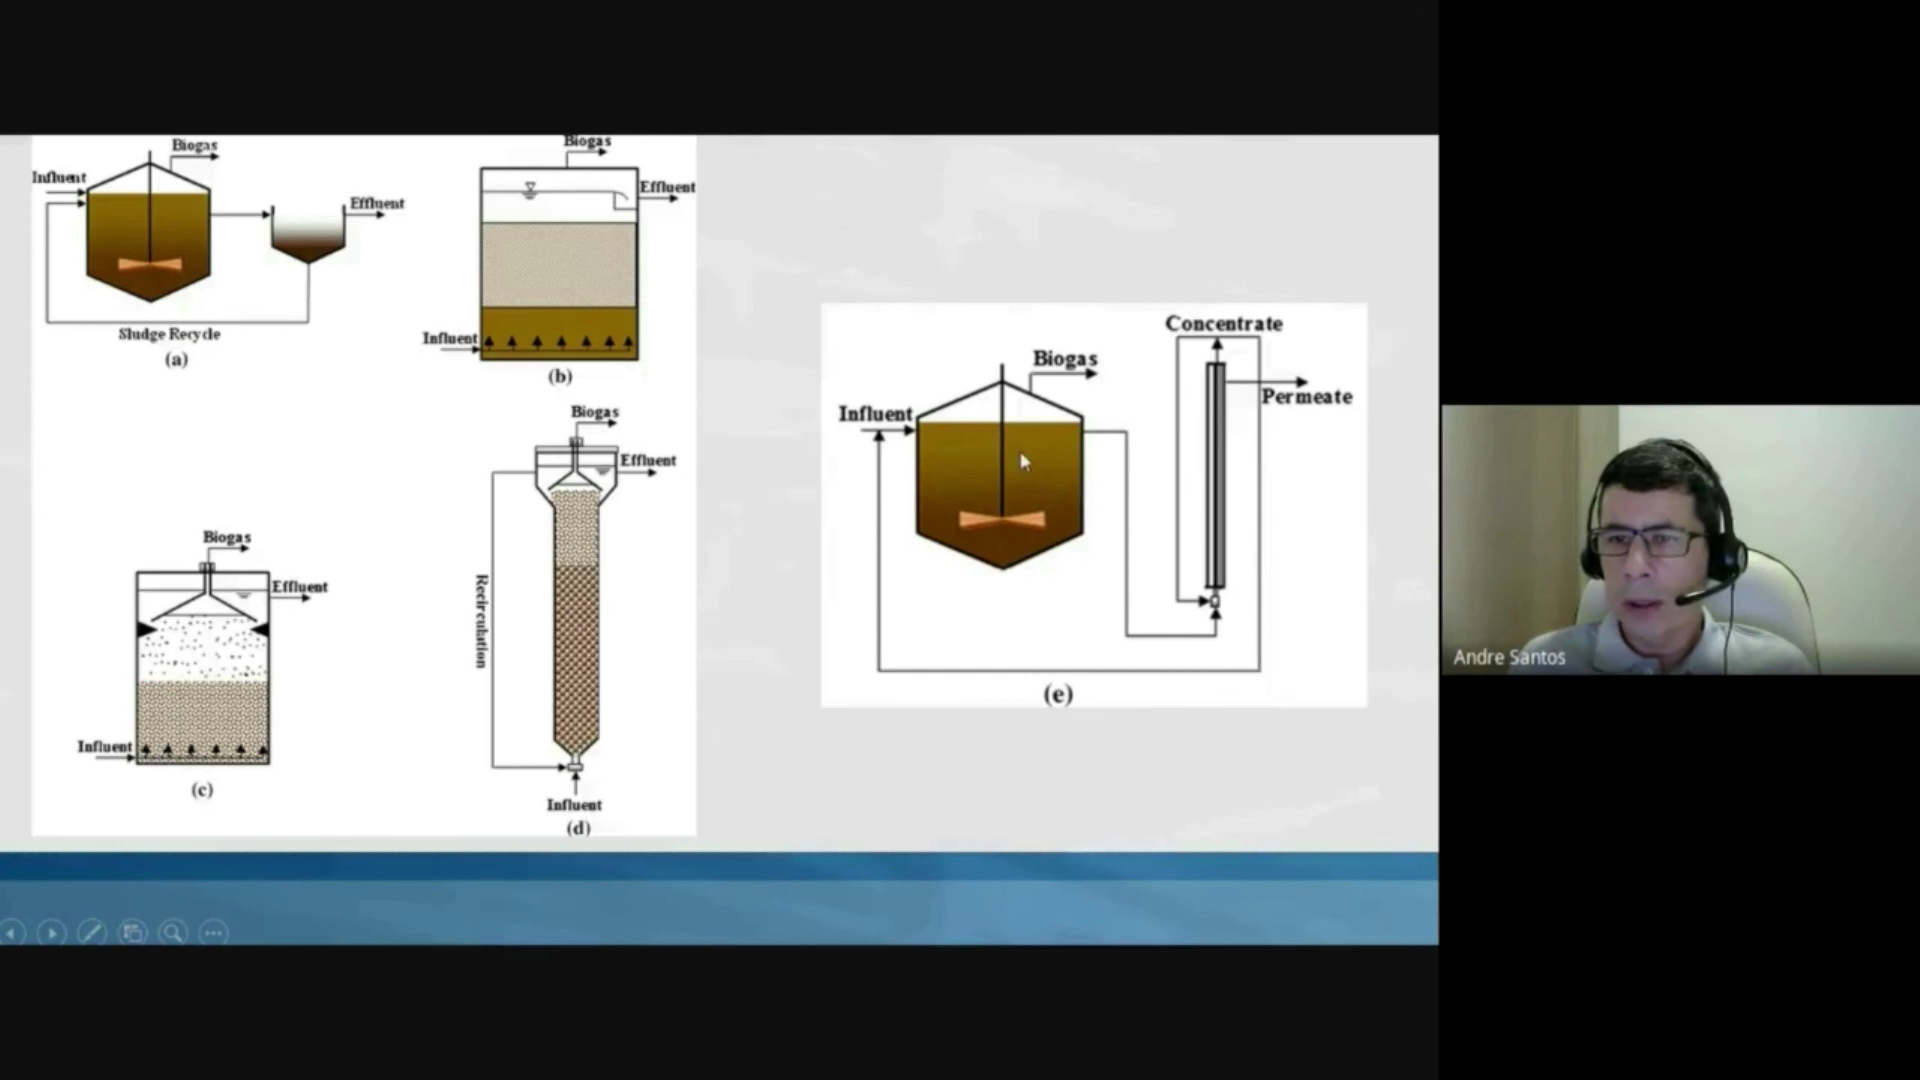 Biogas
Influent
Effluent
Sludge Recycle
(a)
Biogas
Effluent
Influent
(b)
Biogas
Effluent
Influent
(c)
Biogas
Effluent
Recirculation
Influent
(d)
Concentrate
Biogas
Influent
Permeate
(e)
Andre Santos